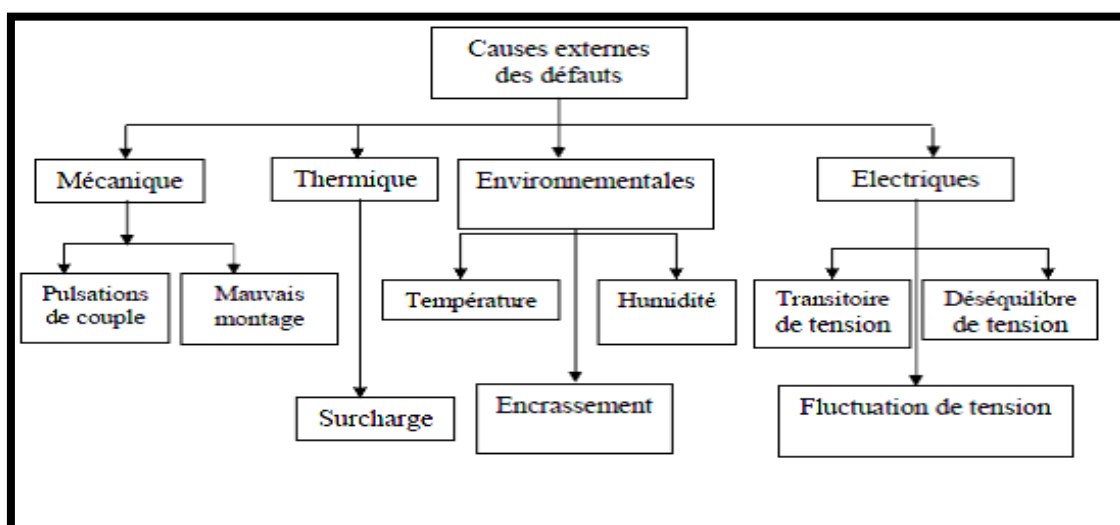 Causes externes
des défauts
Mécanique
Thermique
Environnementales
Electriques
Pulsations
de couple
Mauvais
montage
Température
Humidité
Transitoire
de tension
Déséquilibre
de tension
Surcharge
Encrassement
Fluctuation de tension